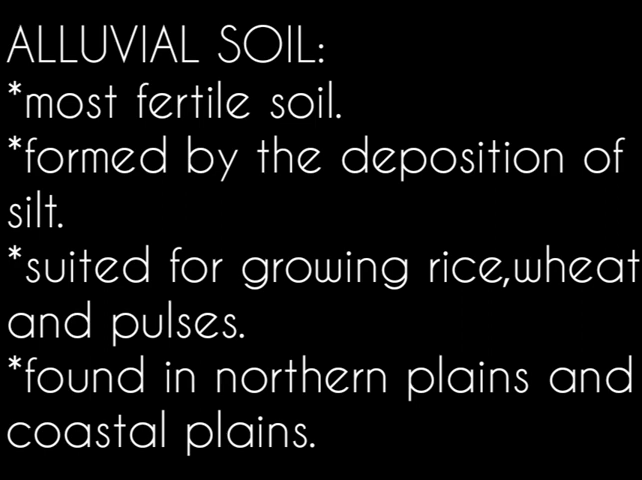 ALLUVIAL SOIL:
*most fertile soil.
*formed by the deposition of
silt.
*suited for growing rice,wheat
and pulses.
*found in northern plains and
coastal plains.